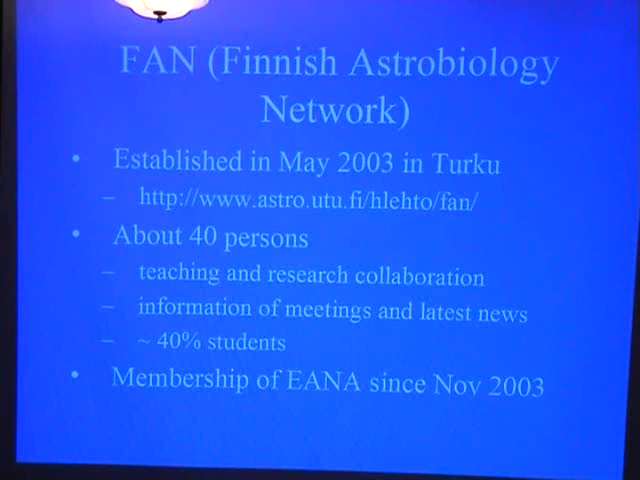 FAN (Finnish Astrobiology
Network)
• Established in May 2003 in Turku
– http://www.astro.utu.fi/hlehto/fan/
• About 40 persons
– teaching and research collaboration
– information of meetings and latest news
– ~ 40% students
• Membership of EANA since Nov 2003